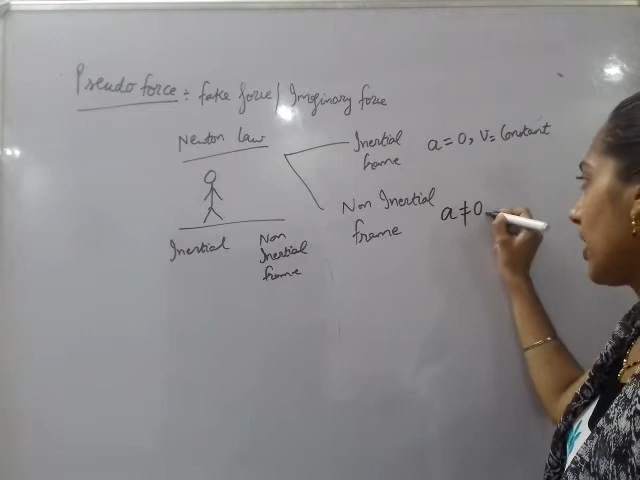 Pseudo force : fake force / Imaginary force
Newton Law
Inertial frame
a = 0, V = Constant
Non Inertial frame
a ≠ 0
Inertial
Non Inertial frame